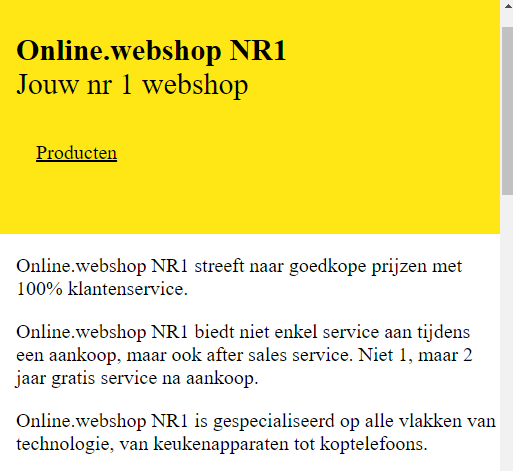 Online.webshop NR1
Jouw nr 1 webshop
Producten
Online.webshop NR1 streeft naar goedkope prijzen met
100% klantenservice.
Online.webshop NR1 biedt niet enkel service aan tijdens
een aankoop, maar ook after sales service. Niet 1, maar 2
jaar gratis service na aankoop.
Online.webshop NR1 is gespecialiseerd op alle vlakken van
technologie, van keukenapparaten tot koptelefoons.